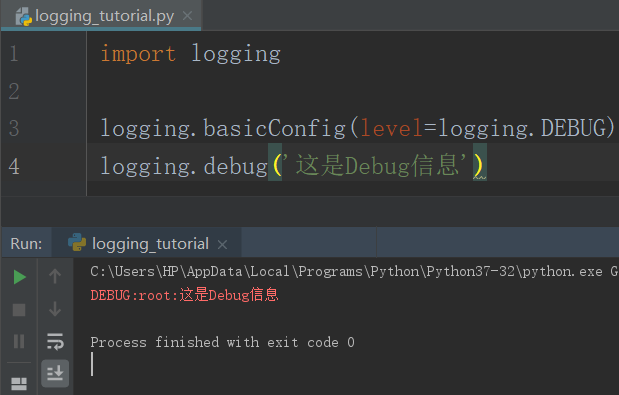 logging_tutorial.py
1 import logging
2
3 logging.basicConfig(level=logging.DEBUG)
4 logging.debug('这是Debug信息')
Run: logging_tutorial
C:\Users\HP\AppData\Local\Programs\Python\Python37-32\python.exe G
DEBUG:root:这是Debug信息
Process finished with exit code 0